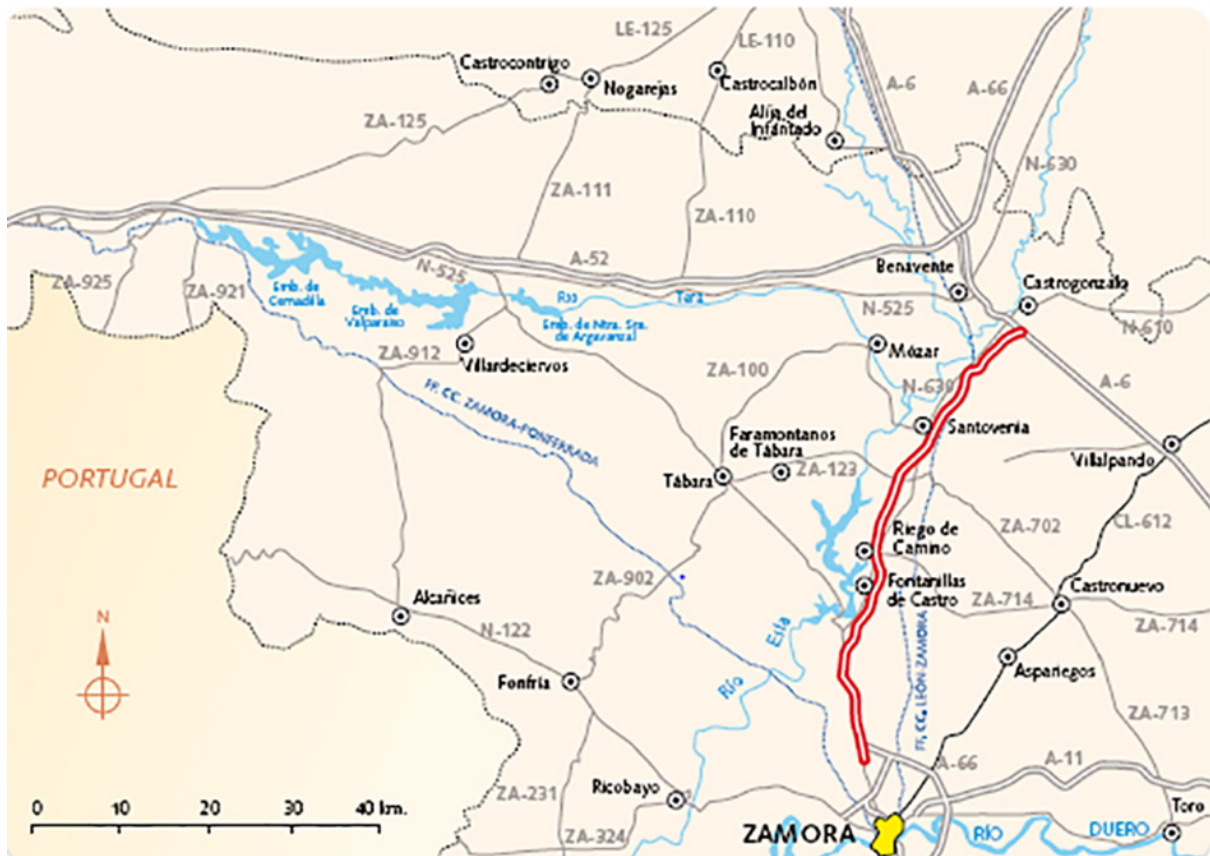 LE-125
LE-110
Castrocontrigo
Nogarejas
Castrocalbón
A-6
A-66
Alija del
Infantado
ZA-125
N-630
ZA-111
ZA-110
A-52
Benavente
Castrogonzalo
ZA-925
ZA-921
N-525
Emb. de
Cernadilla
Emb. de
Valparaiso
Río
Tera
Emb. de Ntra. Sra.
de Agavanzal
N-525
N-610
ZA-912
Villardeciervos
Mózar
ZA-100
N-630
A-6
FF. CC. ZAMORA-PONFERRADA
Santovenia
Faramontanos
de Tábara
Villalpando
PORTUGAL
Tábara
ZA-123
ZA-702
CL-612
Riego de
Camino
ZA-902
Fontanillas
de Castro
Castronuevo
Alcañices
ZA-714
ZA-714
N-122
Esla
Río
N
Fonfría
FF. CC. LEÓN-ZAMORA
Aspariegos
ZA-713
A-66
A-11
ZA-231
Ricobayo
0 10 20 30 40 km.
ZA-324
ZAMORA
RÍO
DUERO
Toro